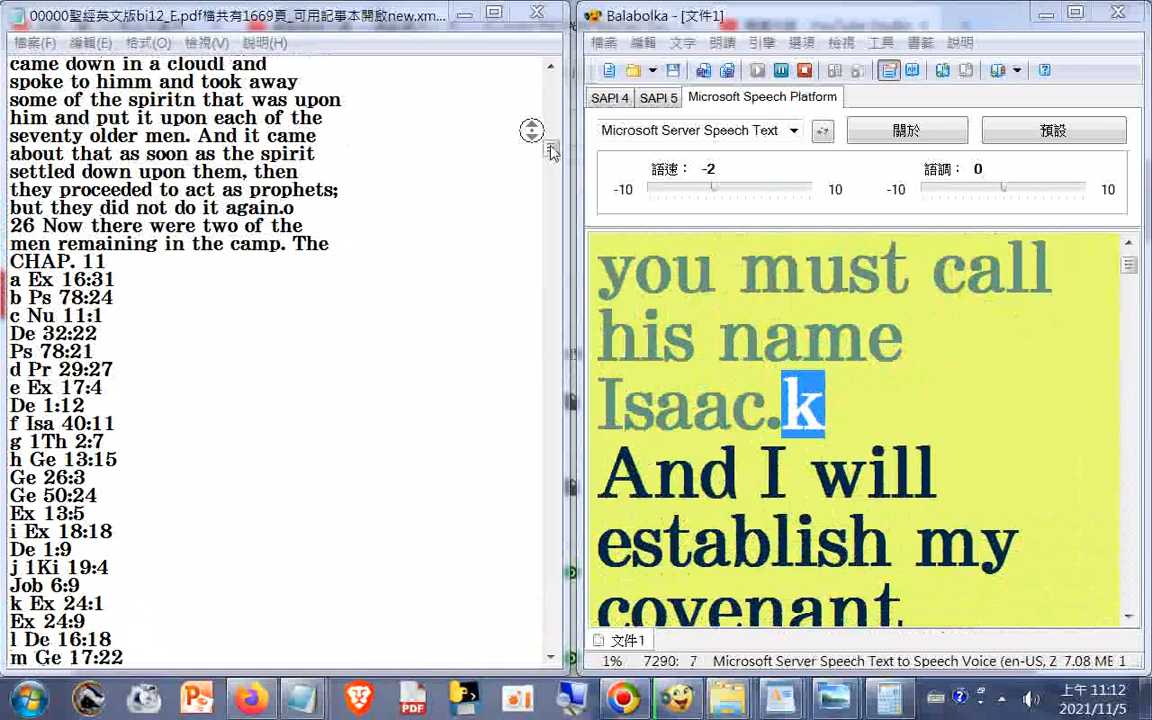 00000聖經英文版bi12_E.pdf檔共有1669頁_可用記事本開啟new.xm...
檔案(F) 編輯(E) 格式(O) 檢視(V) 說明(H)
came down in a cloudl and
spoke to himm and took away
some of the spiritn that was upon
him and put it upon each of the
seventy older men. And it came
about that as soon as the spirit
settled down upon them, then
they proceeded to act as prophets;
but they did not do it again.o
26 Now there were two of the
men remaining in the camp. The
CHAP. 11
a Ex 16:31
b Ps 78:24
c Nu 11:1
De 32:22
Ps 78:21
d Pr 29:27
e Ex 17:4
De 1:12
f Isa 40:11
g 1Th 2:7
h Ge 13:15
Ge 26:3
Ge 50:24
Ex 13:5
i Ex 18:18
De 1:9
j 1Ki 19:4
Job 6:9
k Ex 24:1
Ex 24:9
l De 16:18
m Ge 17:22
Balabolka - [文件1]
檔案 編輯 文字 朗讀 引擎 選項 檢視 工具 書籤 說明
SAPI 4 SAPI 5 Microsoft Speech Platform
Microsoft Server Speech Text 關於 預設
語速： -2 語調： 0
-10 10 -10 10
you must call
his name
Isaac.k
And I will
establish my
covenant
文件1
1% 7290: 7 Microsoft Server Speech Text to Speech Voice (en-US, Z 7.08 ME 1
PDF
上午 11:12
2021/11/5